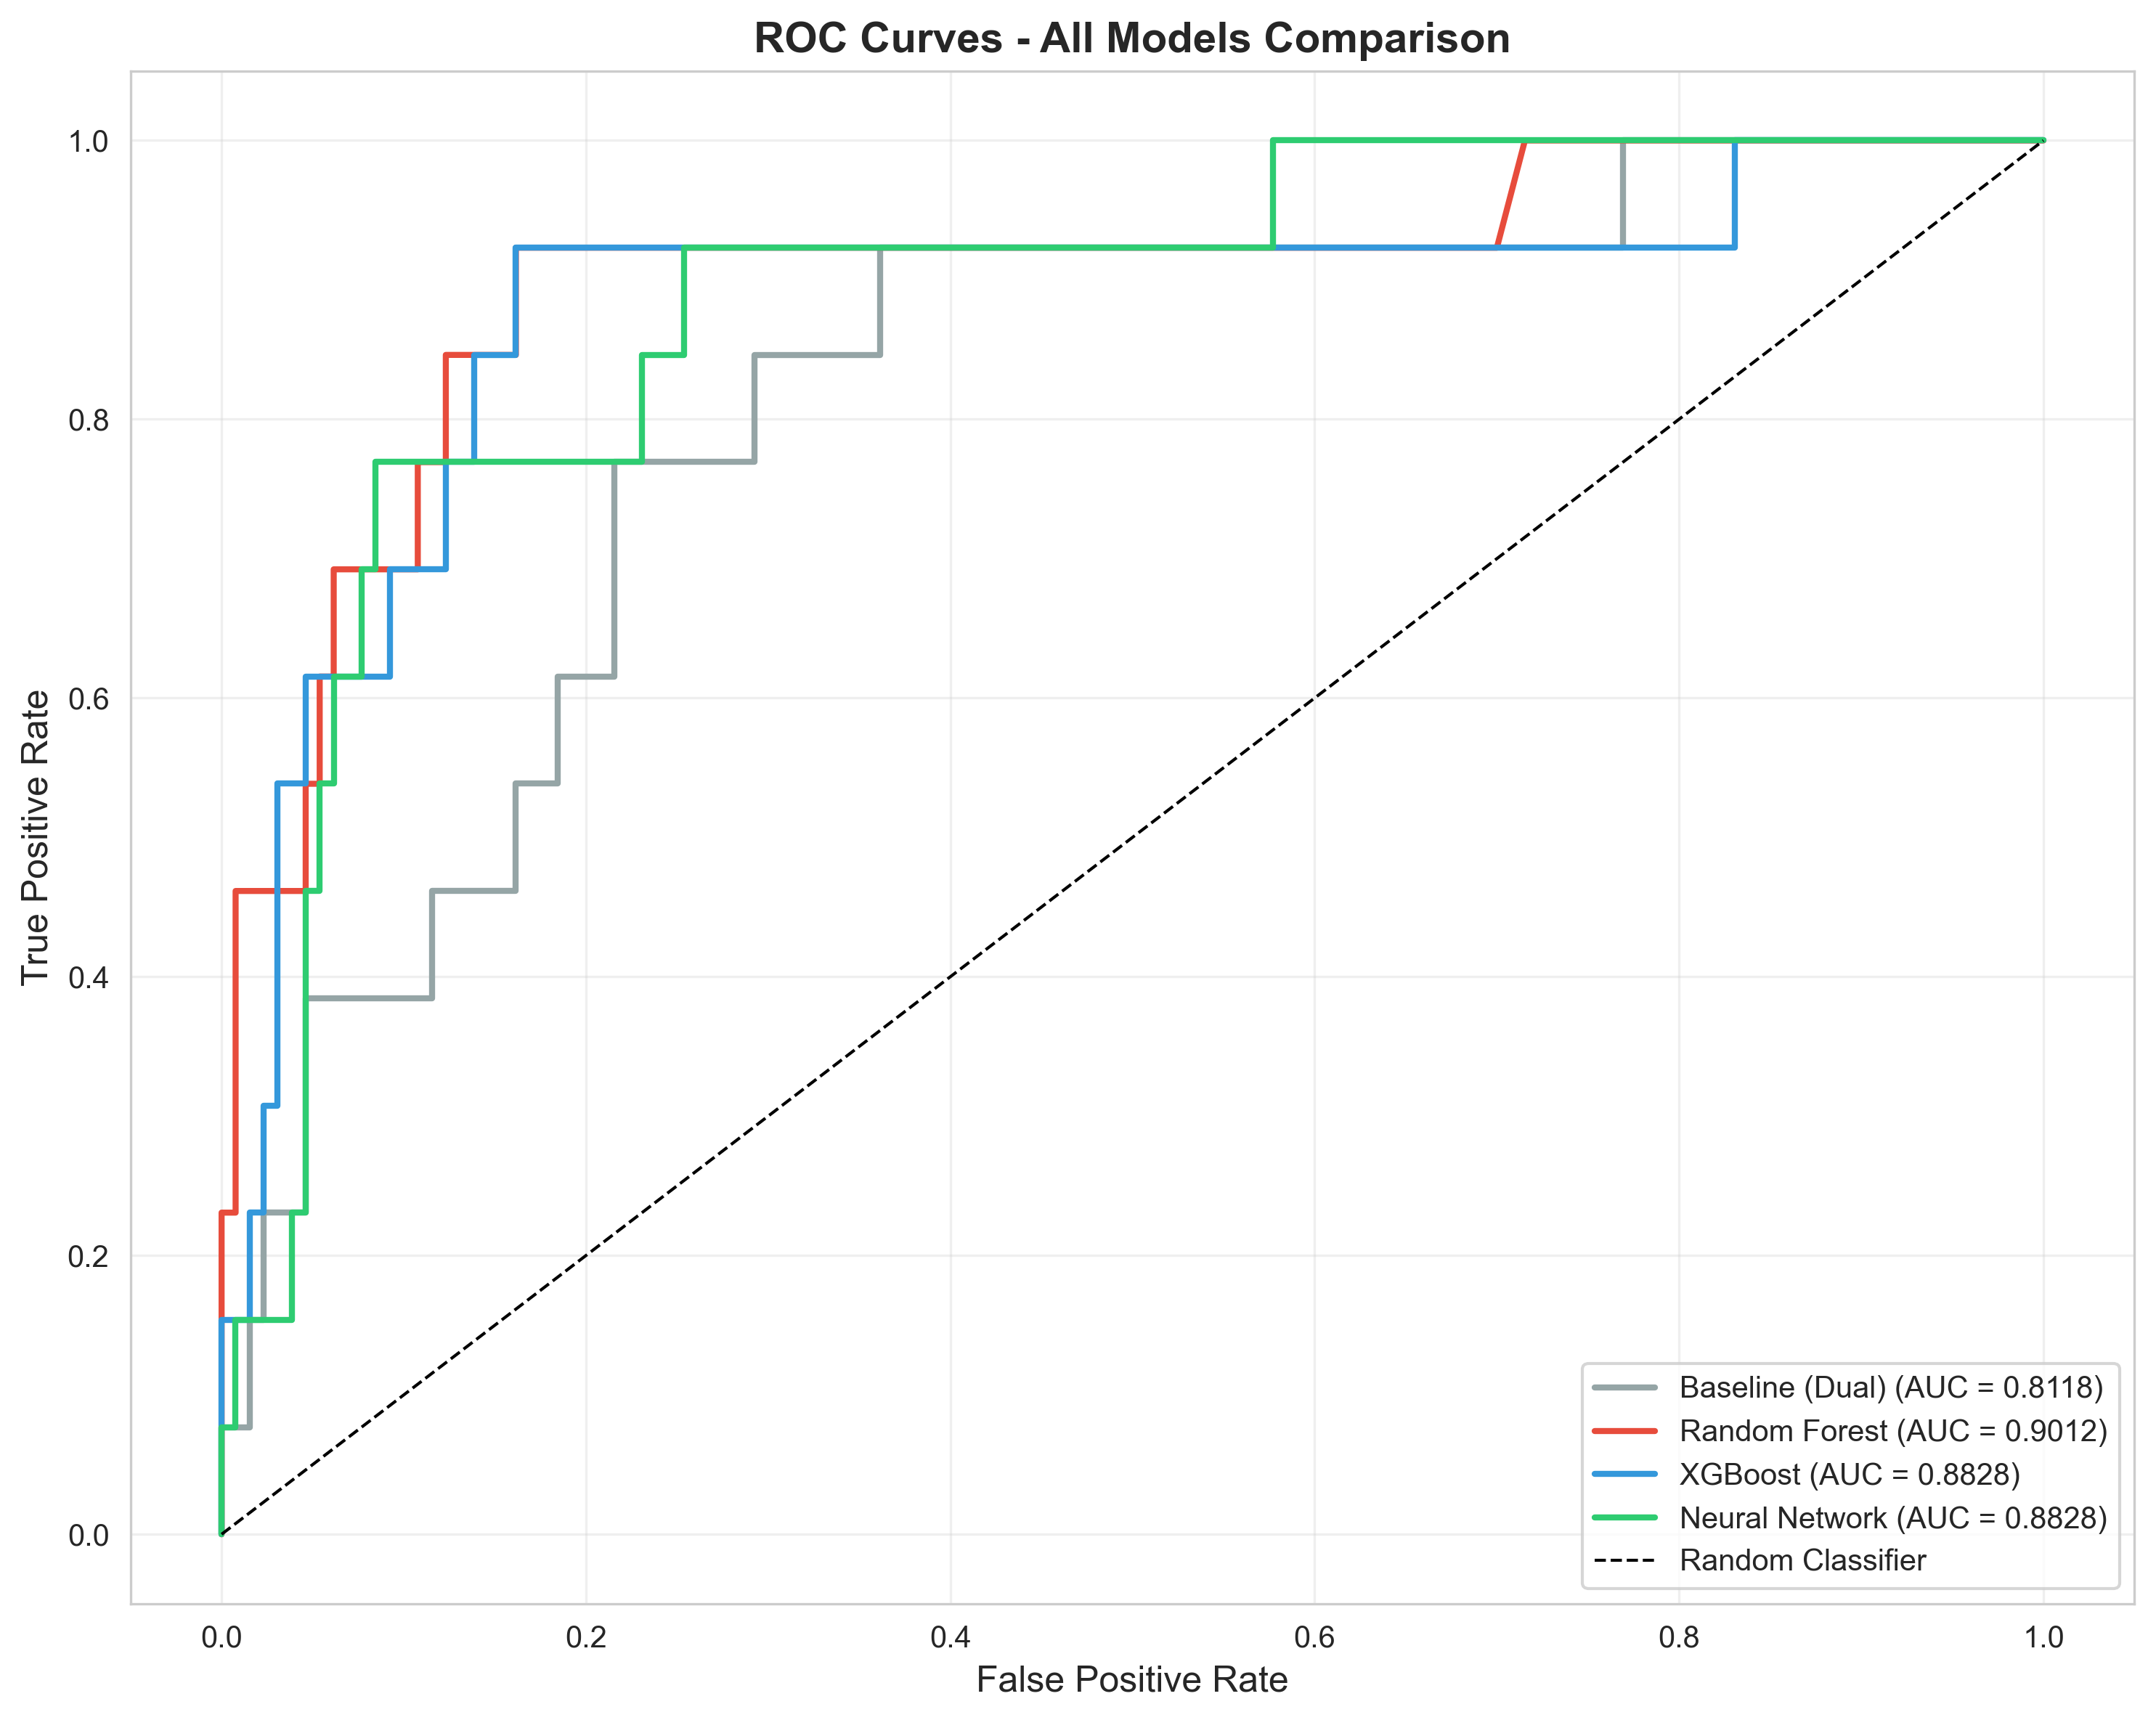 ROC Curves - All Models Comparison
True Positive Rate
1.0
0.8
0.6
0.4
0.2
0.0
0.0 0.2 0.4 0.6 0.8 1.0
False Positive Rate
Baseline (Dual) (AUC = 0.8118)
Random Forest (AUC = 0.9012)
XGBoost (AUC = 0.8828)
Neural Network (AUC = 0.8828)
Random Classifier